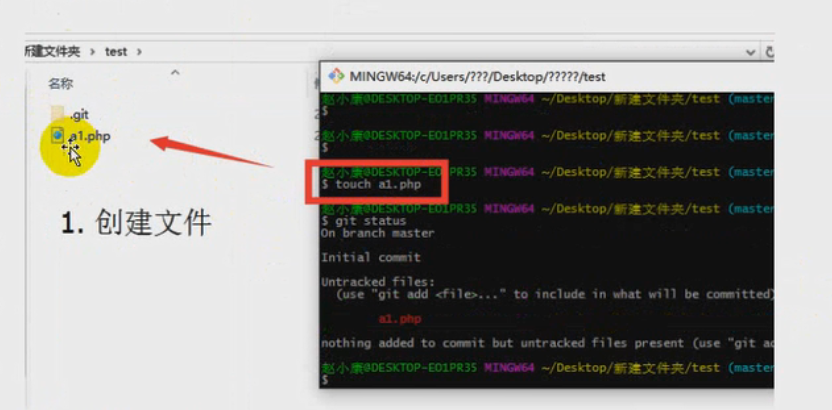 新建文件夹 > test >
名称
.git
a1.php
1. 创建文件
MINGW64:/c/Users/???/Desktop/?????/test
赵小康@DESKTOP-EO1PR35 MINGW64 ~/Desktop/新建文件夹/test (master
$
赵小康@DESKTOP-EO1PR35 MINGW64 ~/Desktop/新建文件夹/test (master
$
赵小康@DESKTOP-EO1PR35 MINGW64 ~/Desktop/新建文件夹/test (master
$ touch a1.php
赵小康@DESKTOP-EO1PR35 MINGW64 ~/Desktop/新建文件夹/test (master
$ git status
On branch master
Initial commit
Untracked files:
(use "git add <file>..." to include in what will be committed)
a1.php
nothing added to commit but untracked files present (use "git ad
赵小康@DESKTOP-EO1PR35 MINGW64 ~/Desktop/新建文件夹/test (master
$